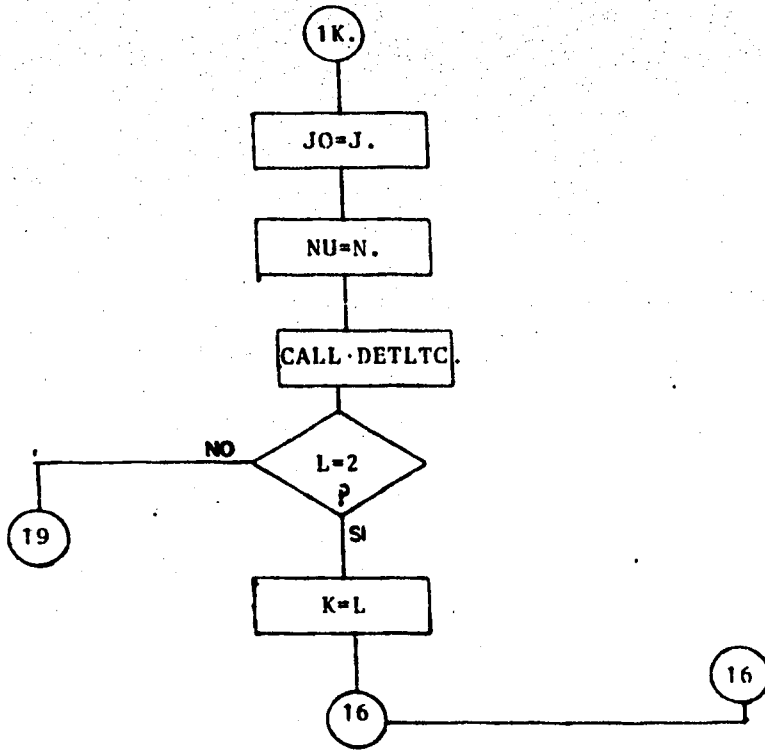 1K.
JO=J.
NU=N.
CALL·DETLTC.
NO
L=2
?
19
SI
K=L
16
16